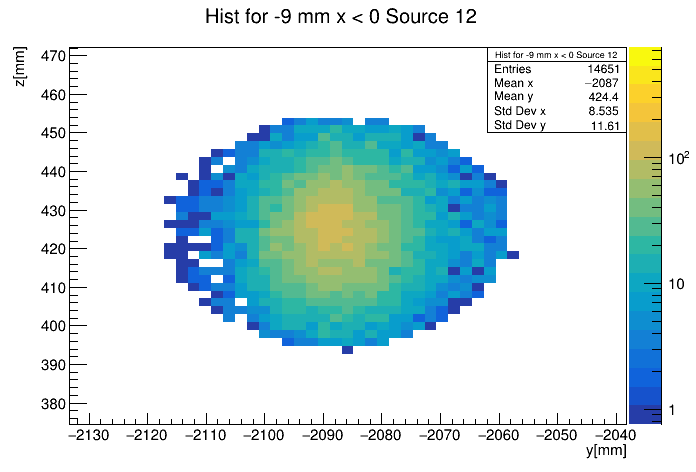 Hist for -9 mm x < 0 Source 12
z[mm]
470
460
450
440
430
420
410
400
390
380
−2130 −2120 −2110 −2100 −2090 −2080 −2070 −2060 −2050 −2040
y[mm]
Hist for -9 mm x < 0 Source 12
Entries 14651
Mean x −2087
Mean y 424.4
Std Dev x 8.535
Std Dev y 11.61
10²
10
1